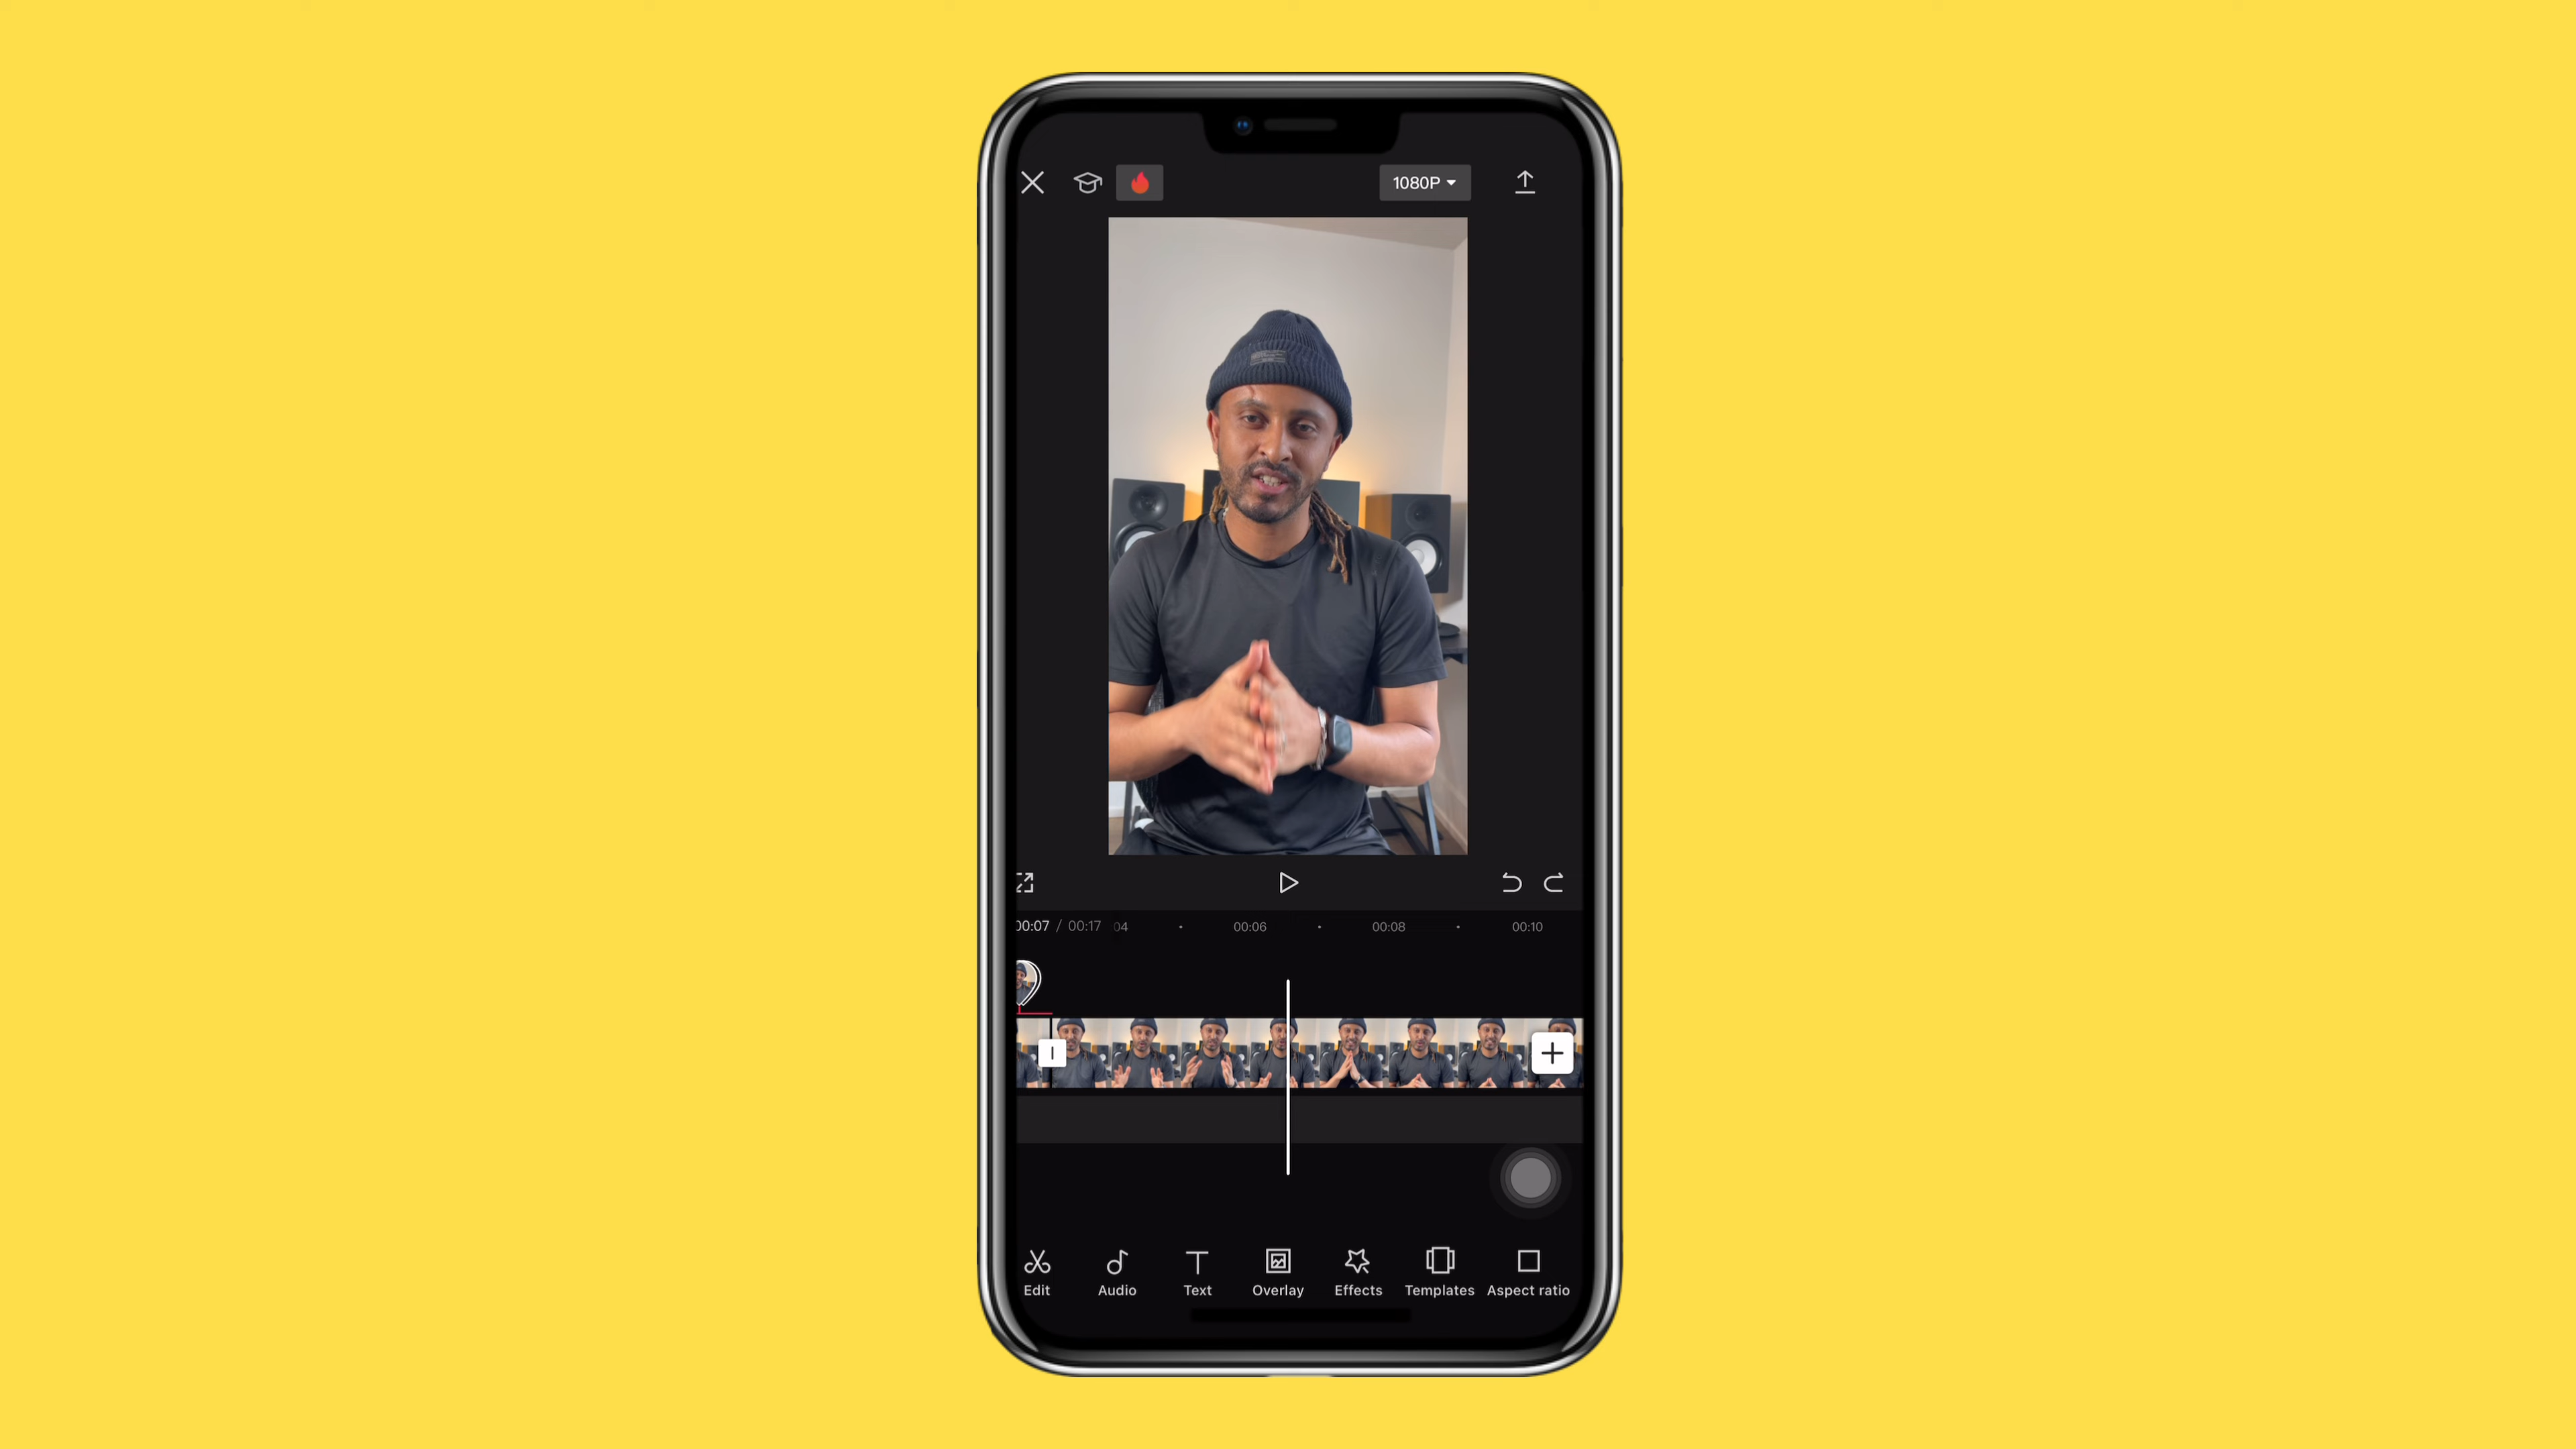 1080P
00:07 / 00:17 04 00:06 00:08 00:10
Edit Audio Text Overlay Effects Templates Aspect ratio